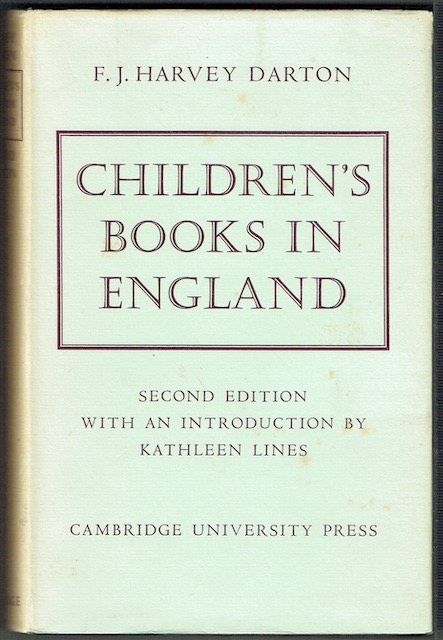 F. J. HARVEY DARTON
CHILDREN'S
BOOKS IN
ENGLAND
SECOND EDITION
WITH AN INTRODUCTION BY
KATHLEEN LINES
CAMBRIDGE UNIVERSITY PRESS